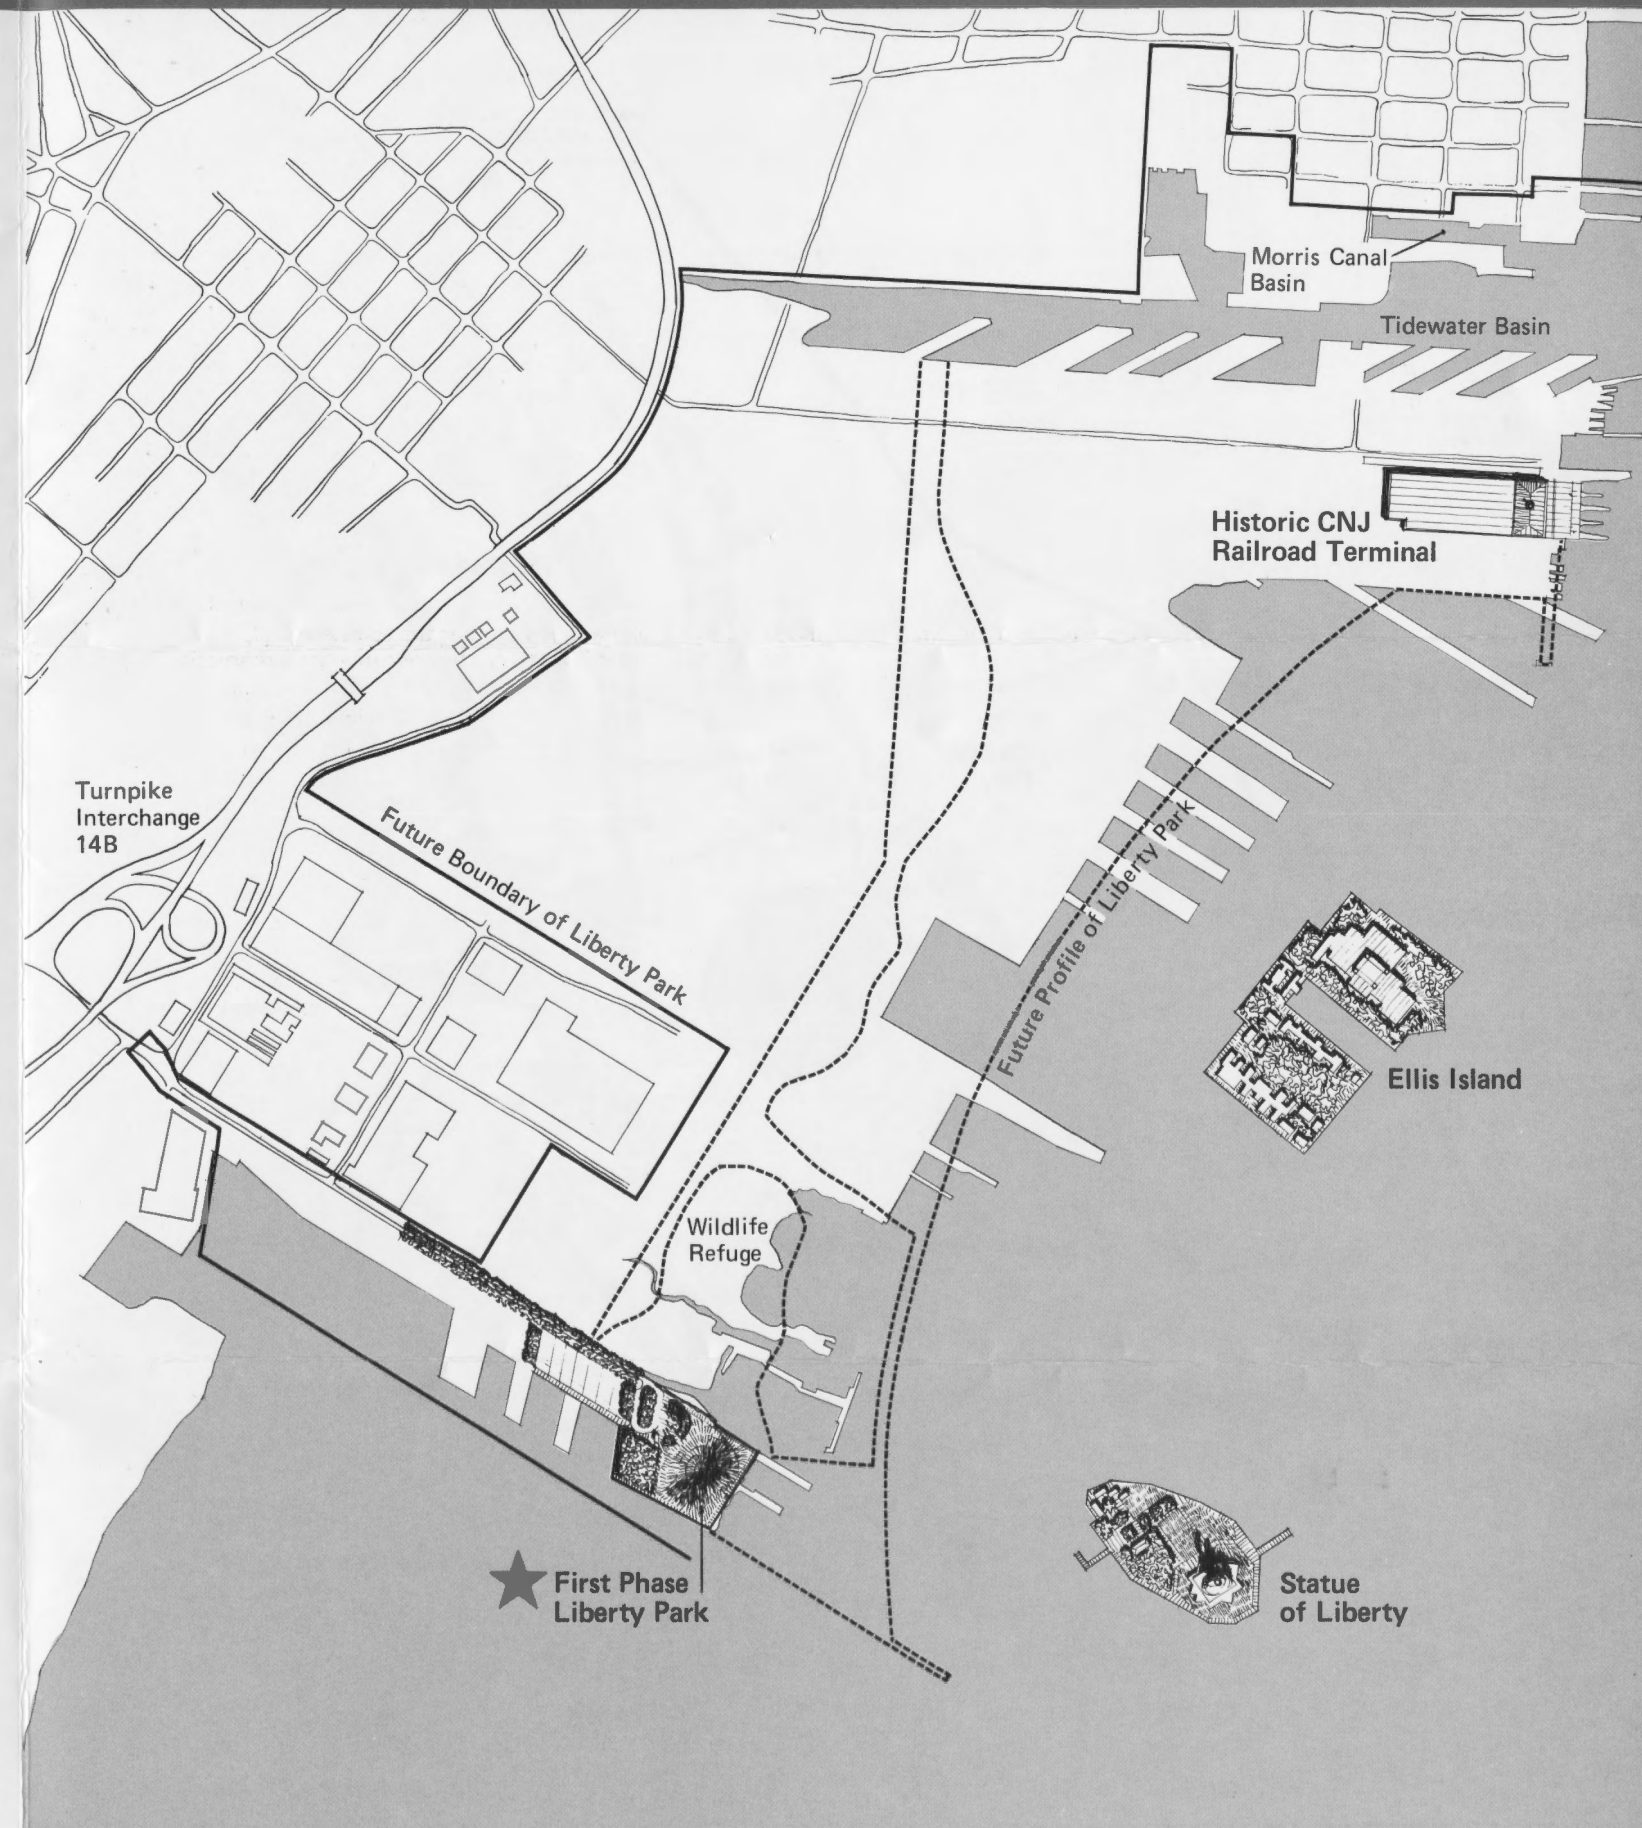 Morris Canal
Basin
Tidewater Basin
Historic CNJ
Railroad Terminal
Turnpike
Interchange
14B
Future Boundary of Liberty Park
Future Profile of Liberty Park
Ellis Island
Wildlife
Refuge
First Phase
Liberty Park
Statue
of Liberty